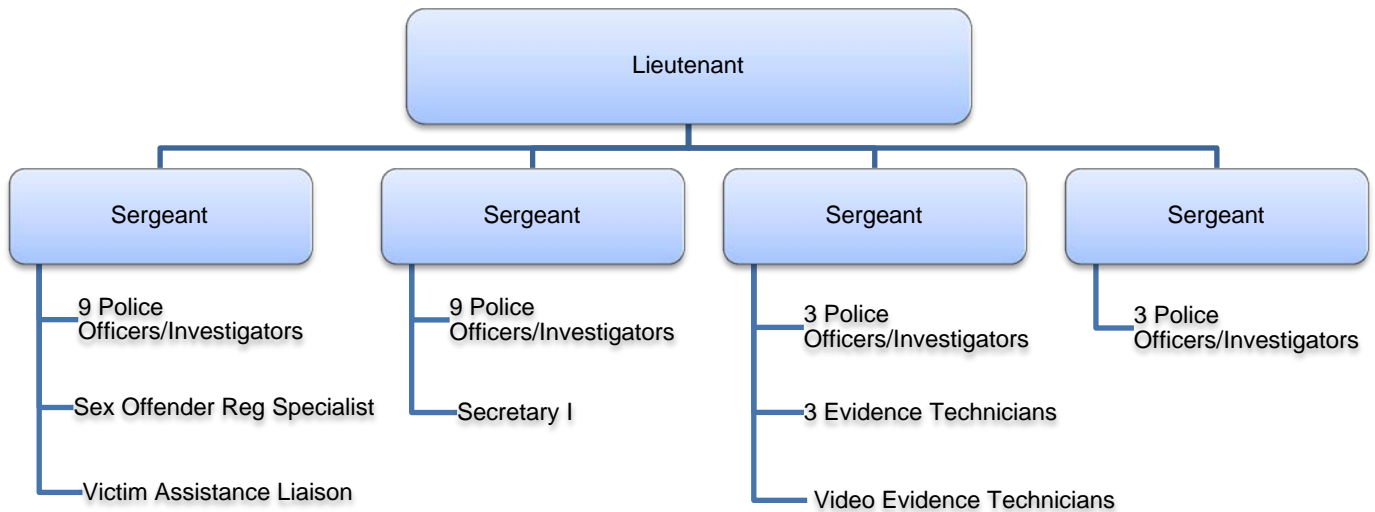 Lieutenant
Sergeant
Sergeant
Sergeant
Sergeant
9 Police
Officers/Investigators
Sex Offender Reg Specialist
Victim Assistance Liaison
9 Police
Officers/Investigators
Secretary I
3 Police
Officers/Investigators
3 Evidence Technicians
Video Evidence Technicians
3 Police
Officers/Investigators